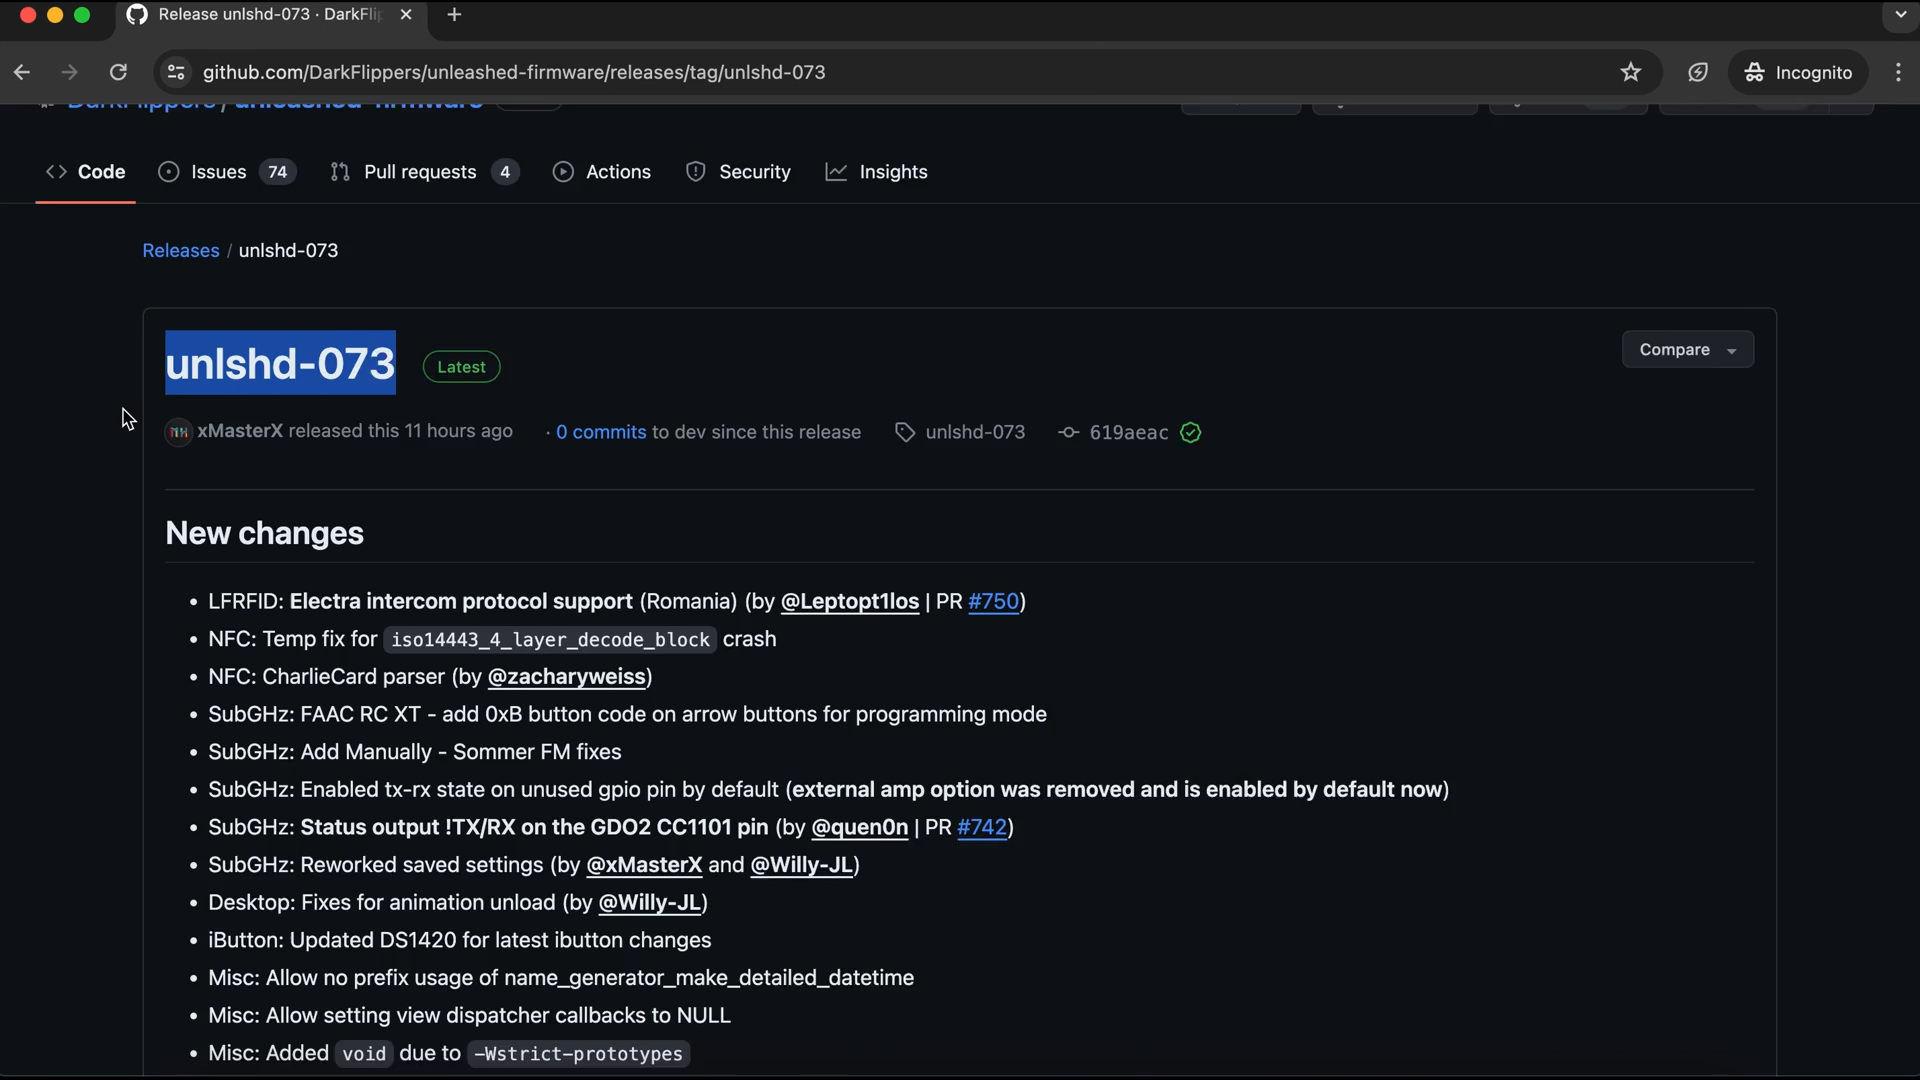 Release unlshd-073 · DarkFli
github.com/DarkFlippers/unleashed-firmware/releases/tag/unlshd-073
Incognito
DarkFlippers / unleashed-firmware
Code
Issues 74
Pull requests 4
Actions
Security
Insights
Releases / unlshd-073
unlshd-073 Latest
Compare
xMasterX released this 11 hours ago · 0 commits to dev since this release unlshd-073 619aeac
New changes
• LFRFID: Electra intercom protocol support (Romania) (by @Leptopt1los | PR #750)
• NFC: Temp fix for iso14443_4_layer_decode_block crash
• NFC: CharlieCard parser (by @zacharyweiss)
• SubGHz: FAAC RC XT - add 0xB button code on arrow buttons for programming mode
• SubGHz: Add Manually - Sommer FM fixes
• SubGHz: Enabled tx-rx state on unused gpio pin by default (external amp option was removed and is enabled by default now)
• SubGHz: Status output !TX/RX on the GDO2 CC1101 pin (by @quen0n | PR #742)
• SubGHz: Reworked saved settings (by @xMasterX and @Willy-JL)
• Desktop: Fixes for animation unload (by @Willy-JL)
• iButton: Updated DS1420 for latest ibutton changes
• Misc: Allow no prefix usage of name_generator_make_detailed_datetime
• Misc: Allow setting view dispatcher callbacks to NULL
• Misc: Added void due to -Wstrict-prototypes